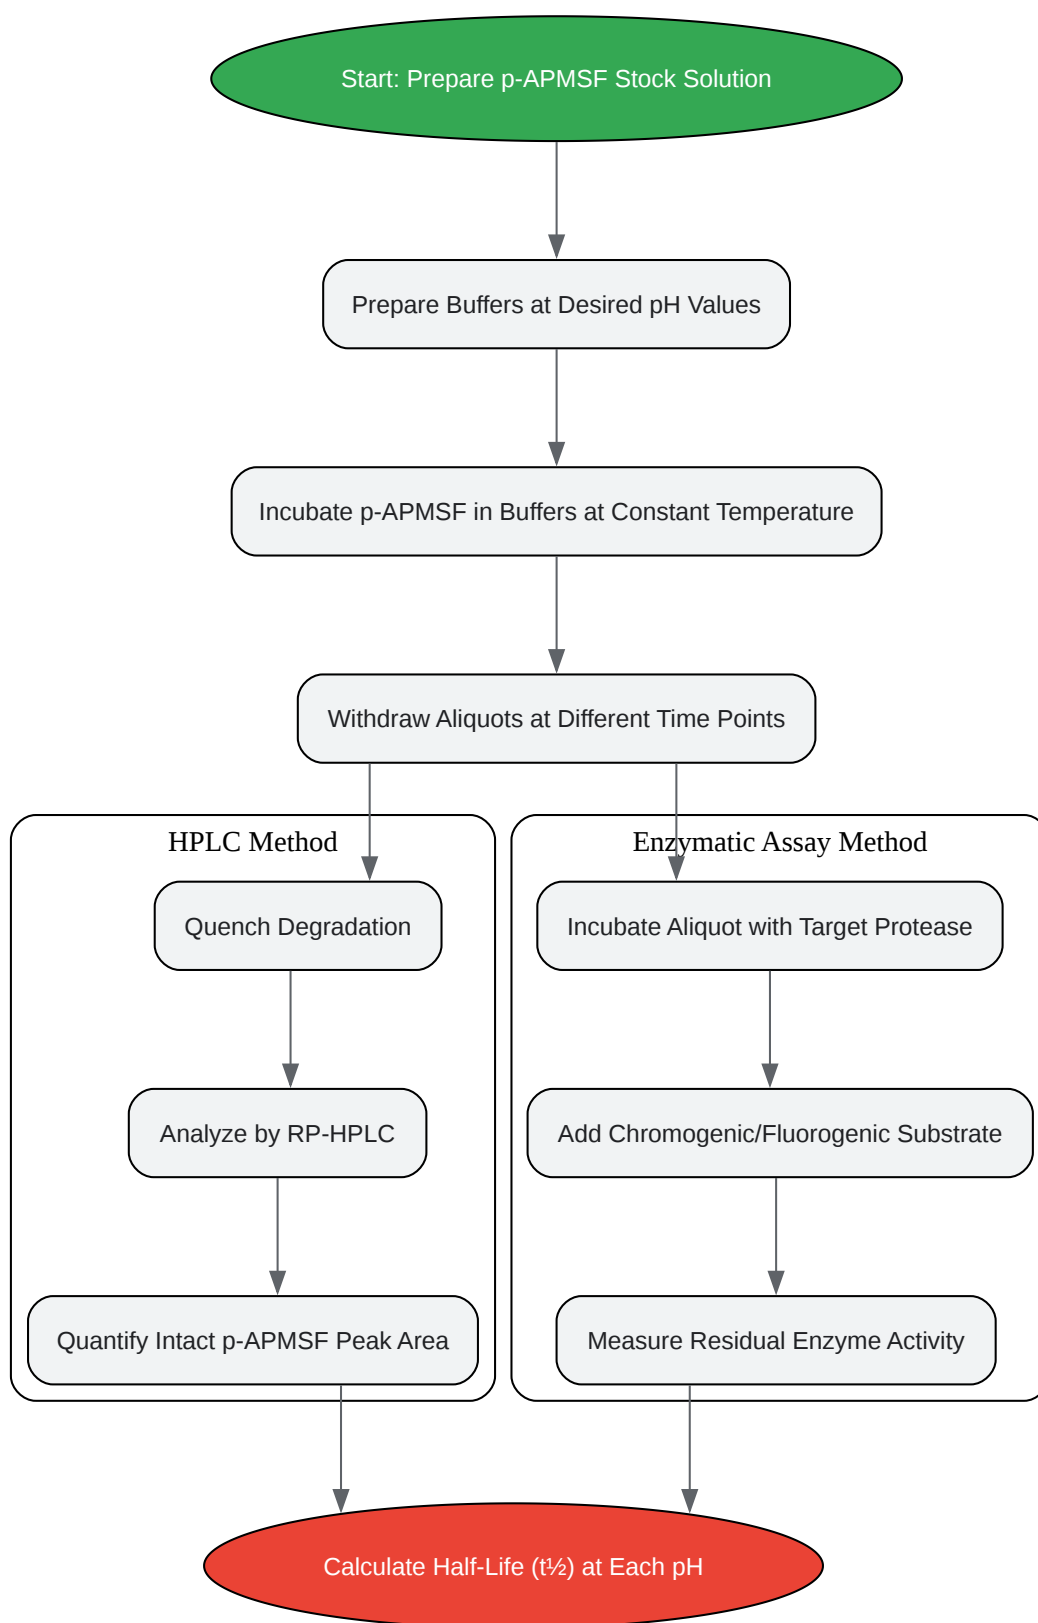 Start: Prepare p-APMSF Stock Solution
Prepare Buffers at Desired pH Values
Incubate p-APMSF in Buffers at Constant Temperature
Withdraw Aliquots at Different Time Points
HPLC Method
Quench Degradation
Analyze by RP-HPLC
Quantify Intact p-APMSF Peak Area
Enzymatic Assay Method
Incubate Aliquot with Target Protease
Add Chromogenic/Fluorogenic Substrate
Measure Residual Enzyme Activity
Calculate Half-Life (t½) at Each pH